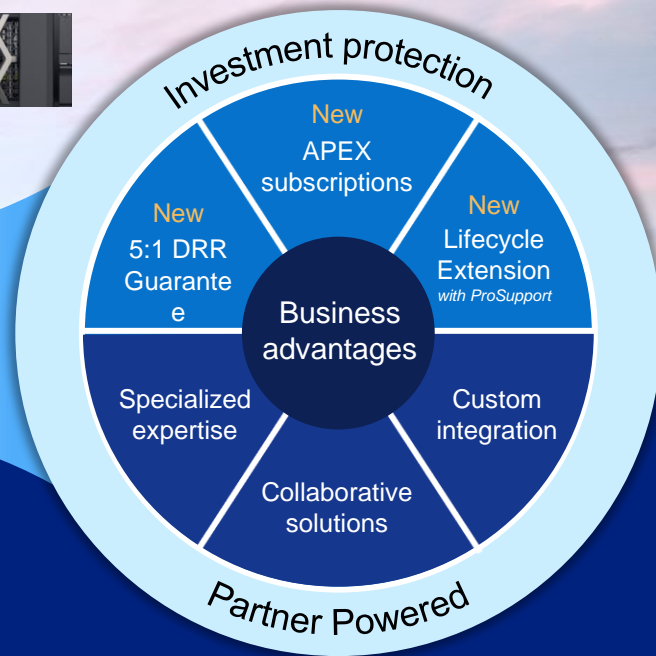 Investment protection
New
APEX
subscriptions
New
5:1 DRR
Guarante
e
New
Lifecycle
Extension
with ProSupport
Business
advantages
Specialized
expertise
Custom
integration
Collaborative
solutions
Partner Powered